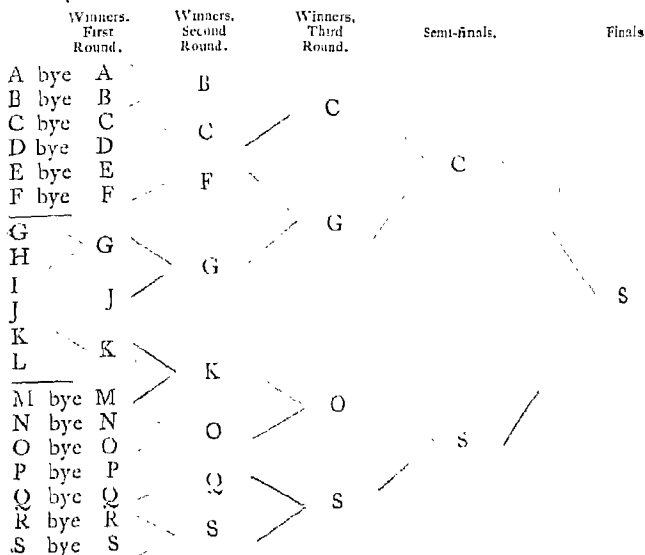 Winners. First Round.
Winners, Second Round.
Winners, Third Round.
Semi-finals.
Finals
A bye A
B bye B
C bye C
D bye D
E bye E
F bye F
G
H
I
J
K
L
G
J
K
M bye M
N bye N
O bye O
P bye P
Q bye Q
R bye R
S bye S
B
C
F
G
K
O
Q
S
C
G
O
S
C
S
S